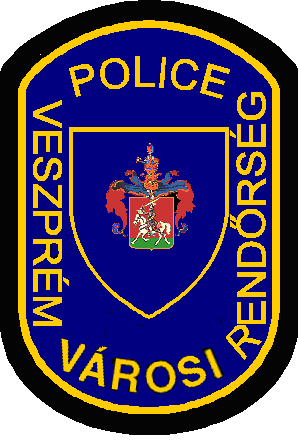 POLICE
VESZPRÉM
VÁROSI
RENDŐRSÉG